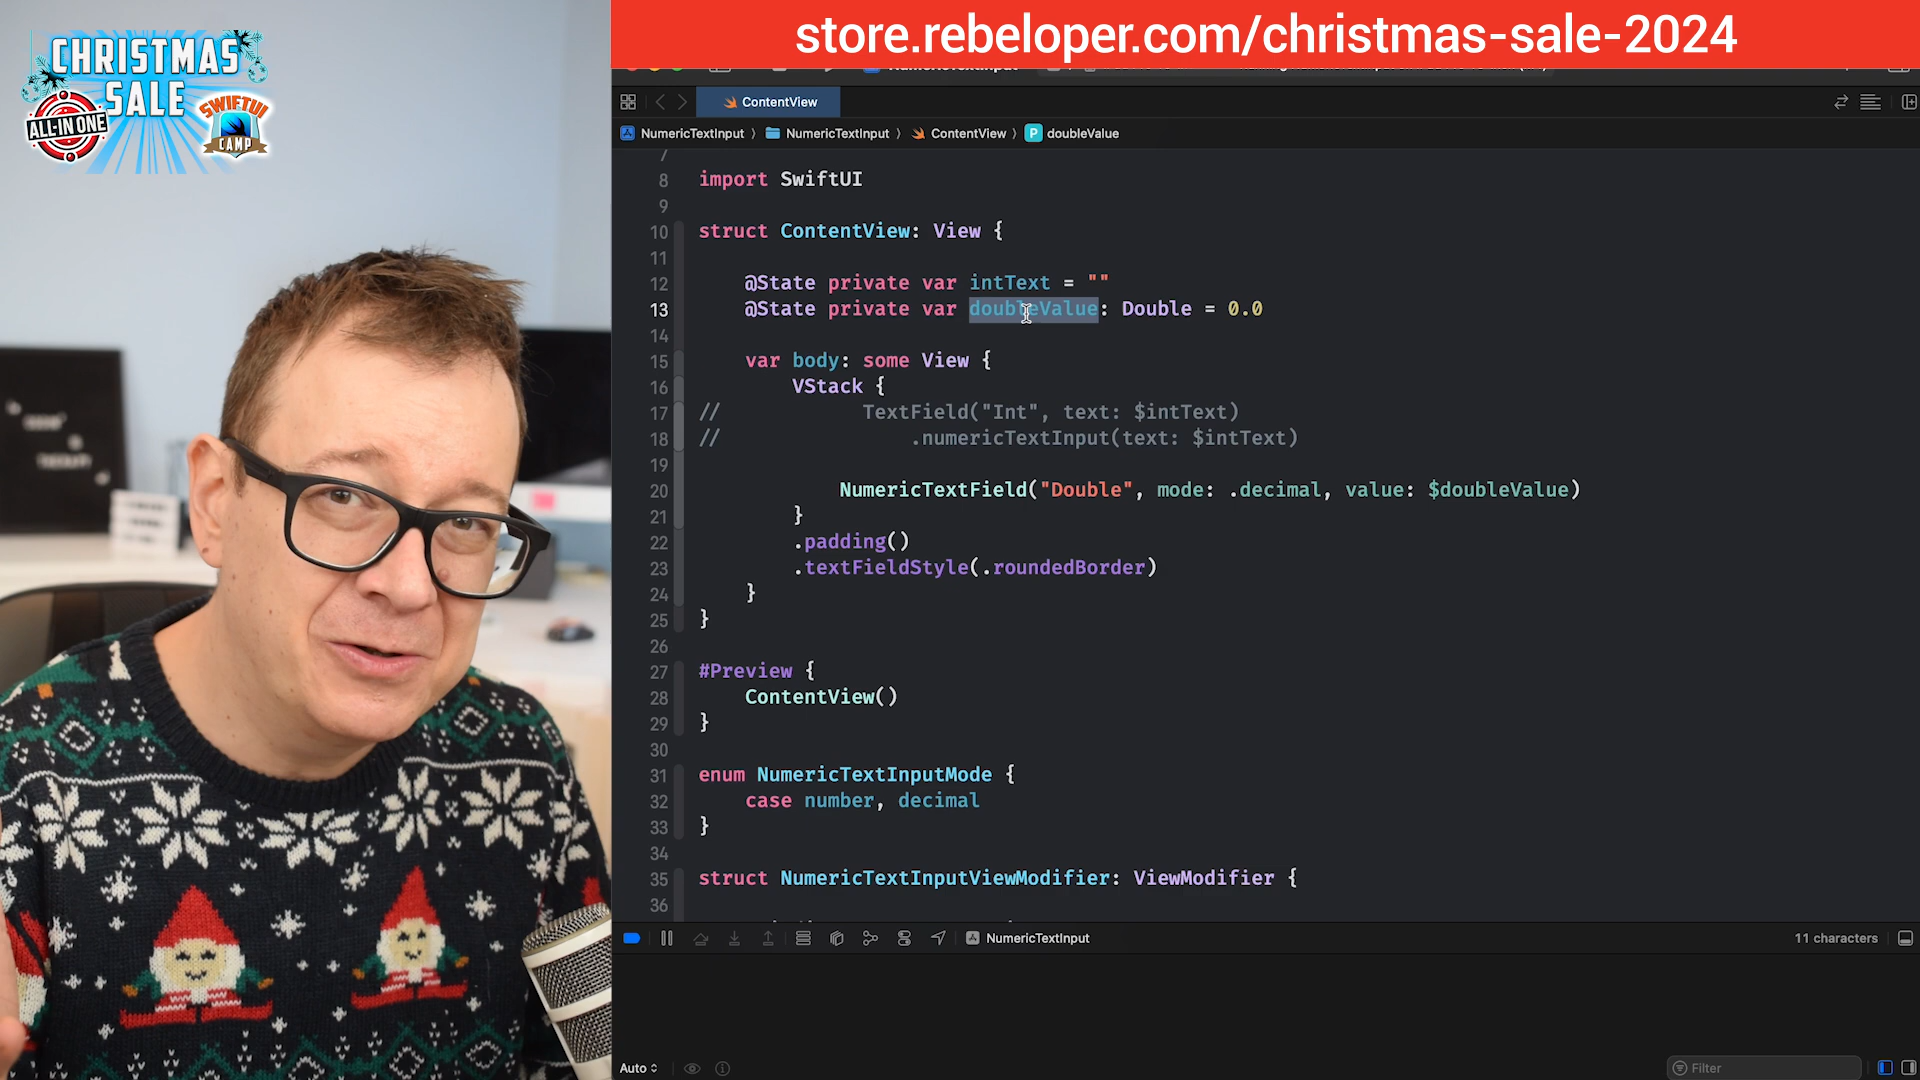 store.rebeloper.com/christmas-sale-2024
CHRISTMAS
SALE
ALL-IN ONE
SWIFTUI
CAMP
ContentView
NumericTextInput
NumericTextInput
ContentView
P
doubleValue
7
8 import SwiftUI
9
10 struct ContentView: View {
11
12 @State private var intText = ""
13 @State private var doubleValue: Double = 0.0
14
15 var body: some View {
16 VStack {
17 // TextField("Int", text: $intText)
18 // .numericTextInput(text: $intText)
19
20 NumericTextField("Double", mode: .decimal, value: $doubleValue)
21 }
22 .padding()
23 .textFieldStyle(.roundedBorder)
24 }
25 }
26
27 #Preview {
28 ContentView()
29 }
30
31 enum NumericTextInputMode {
32 case number, decimal
33 }
34
35 struct NumericTextInputViewModifier: ViewModifier {
36
NumericTextInput
11 characters
Auto
Filter